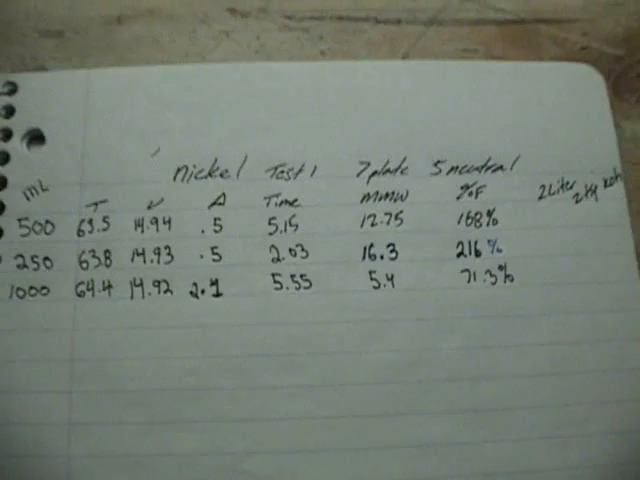 nickel Test 1 7 plate 5 neutral
mL T V A Time mmw % of 2 Liter
500 63.5 14.94 .5 5.15 12.75 168%
250 63.8 14.93 .5 2.03 16.3 216%
1000 64.4 14.92 2.1 5.55 5.4 71.3%